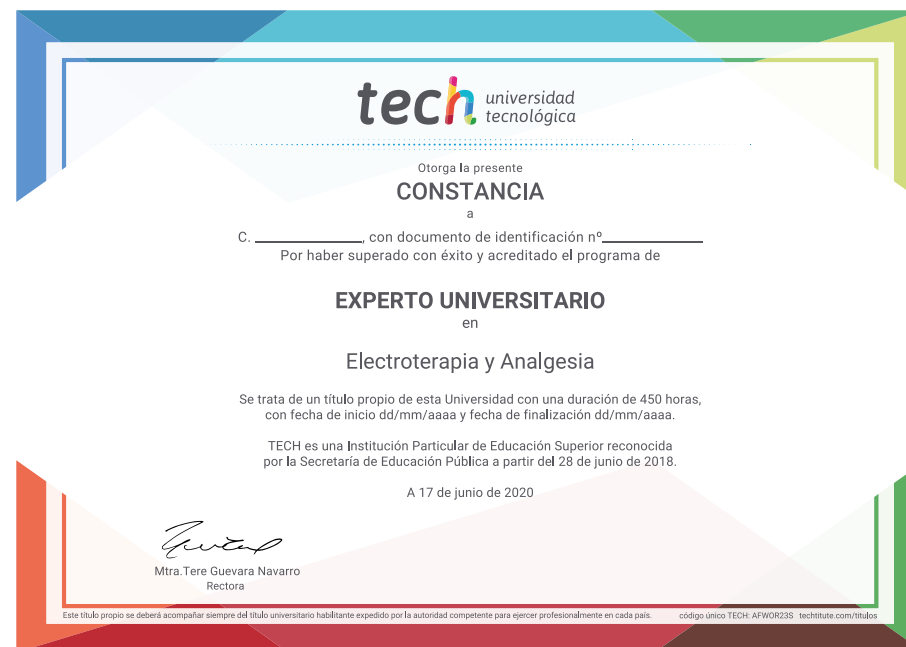 tech universidad
tecnológica
Otorga la presente
CONSTANCIA
a
C. ______________, con documento de identificación nº_____________
Por haber superado con éxito y acreditado el programa de
EXPERTO UNIVERSITARIO
en
Electroterapia y Analgesia
Se trata de un título propio de esta Universidad con una duración de 450 horas,
con fecha de inicio dd/mm/aaaa y fecha de finalización dd/mm/aaaa.
TECH es una Institución Particular de Educación Superior reconocida
por la Secretaría de Educación Pública a partir del 28 de junio de 2018.
A 17 de junio de 2020
Mtra.Tere Guevara Navarro
Rectora
Este título propio se deberá acompañar siempre del título universitario habilitante expedido por la autoridad competente para ejercer profesionalmente en cada país. código único TECH: AFWOR23S techtitute.com/titulos